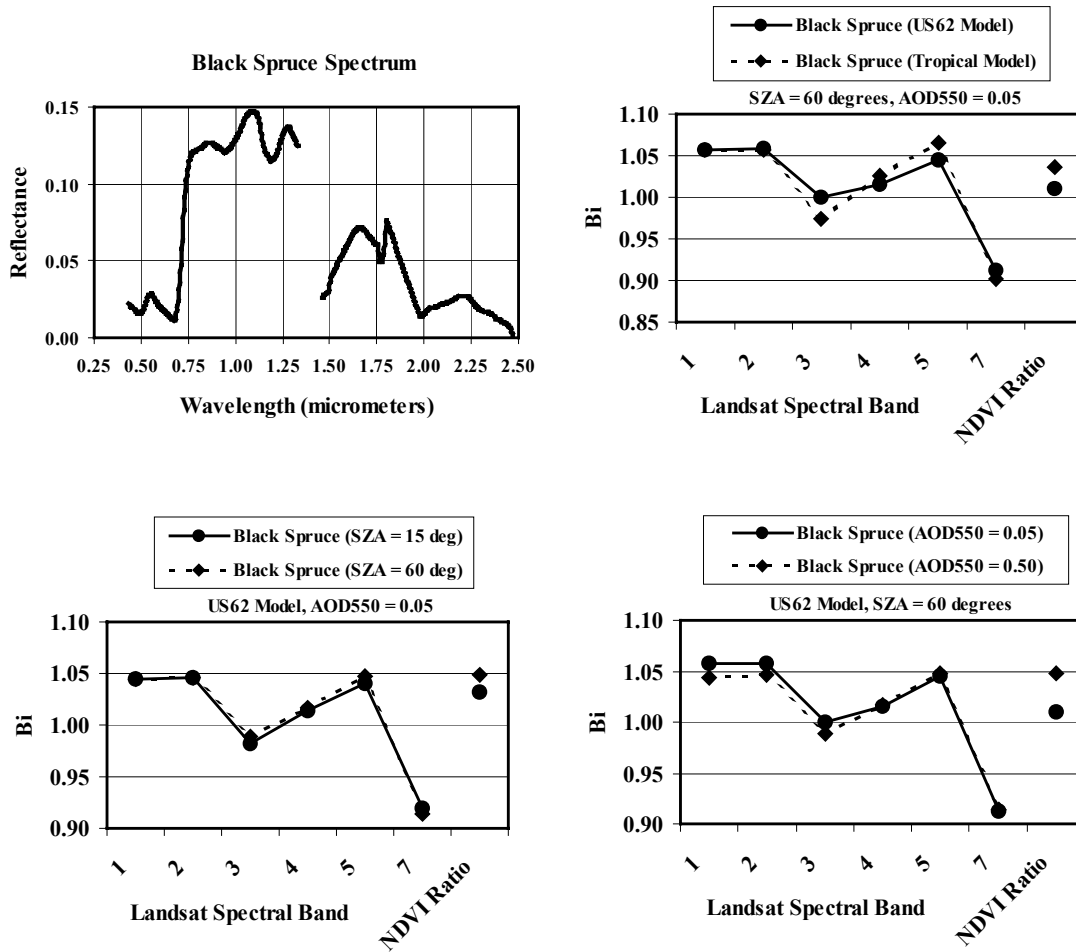 Black Spruce Spectrum
0.15
0.10
0.05
0.00
Reflectance
0.25 0.50 0.75 1.00 1.25 1.50 1.75 2.00 2.25 2.50
Wavelength (micrometers)
Black Spruce (US62 Model)
Black Spruce (Tropical Model)
SZA = 60 degrees, AOD550 = 0.05
1.10
1.05
1.00
0.95
0.90
0.85
Bi
1 2 3 4 5 7 NDVI Ratio
Landsat Spectral Band
Black Spruce (SZA = 15 deg)
Black Spruce (SZA = 60 deg)
US62 Model, AOD550 = 0.05
1.10
1.05
1.00
0.95
0.90
Bi
1 2 3 4 5 7 NDVI Ratio
Landsat Spectral Band
Black Spruce (AOD550 = 0.05)
Black Spruce (AOD550 = 0.50)
US62 Model, SZA = 60 degrees
1.10
1.05
1.00
0.95
0.90
Bi
1 2 3 4 5 7 NDVI Ratio
Landsat Spectral Band